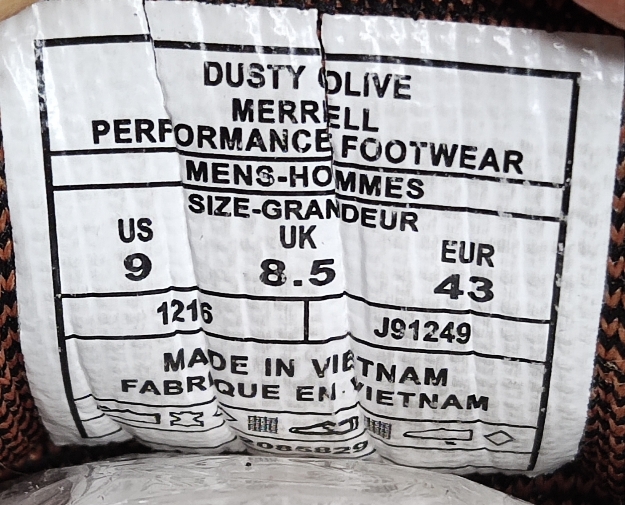 DUSTY OLIVE
MERRELL
PERFORMANCE FOOTWEAR
MENS-HOMMES
SIZE-GRANDEUR
US UK EUR
9 8.5 43
1216 J91249
MADE IN VIETNAM
FABRIQUE EN VIETNAM